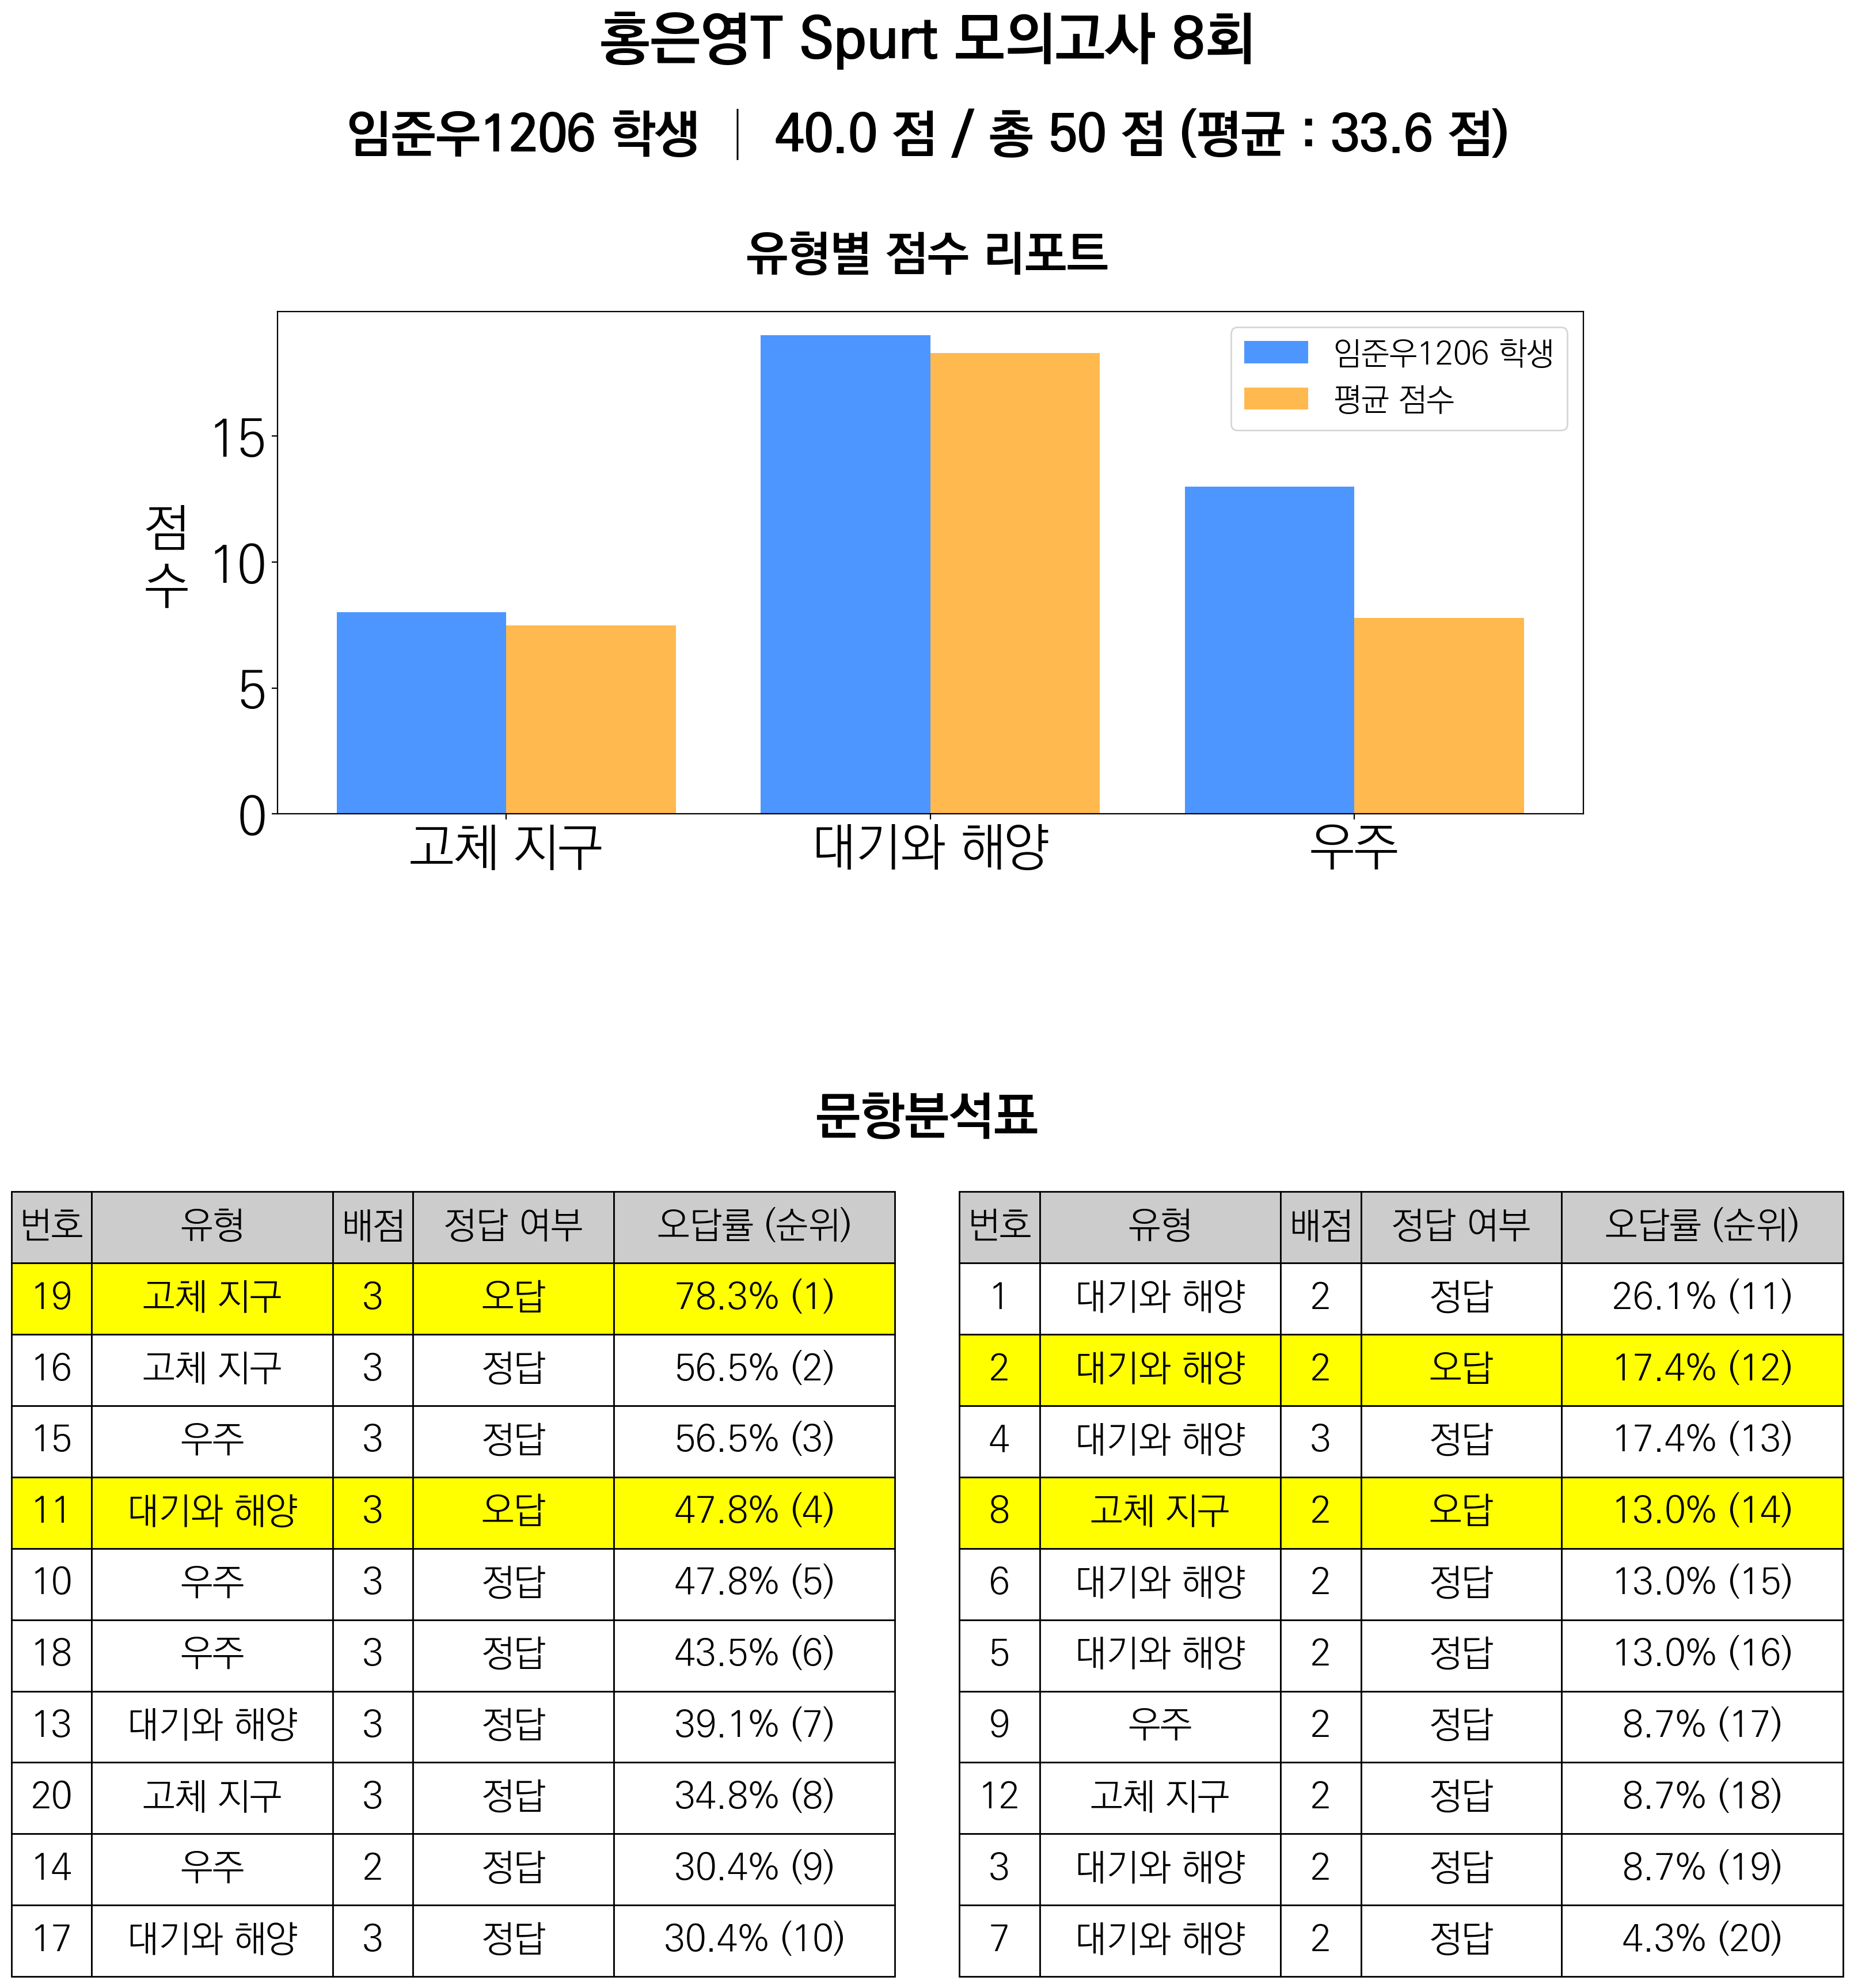 홍은영T Spurt 모의고사 8회
임준우1206 학생 │ 40.0 점 / 총 50 점 (평균 : 33.6 점)
유형별 점수 리포트
임준우1206 학생
평균 점수
점
수
15
10
5
0
고체 지구 대기와 해양 우주
문항분석표
번호 유형 배점 정답 여부 오답률 (순위)
19 고체 지구 3 오답 78.3% (1)
16 고체 지구 3 정답 56.5% (2)
15 우주 3 정답 56.5% (3)
11 대기와 해양 3 오답 47.8% (4)
10 우주 3 정답 47.8% (5)
18 우주 3 정답 43.5% (6)
13 대기와 해양 3 정답 39.1% (7)
20 고체 지구 3 정답 34.8% (8)
14 우주 2 정답 30.4% (9)
17 대기와 해양 3 정답 30.4% (10)
번호 유형 배점 정답 여부 오답률 (순위)
1 대기와 해양 2 정답 26.1% (11)
2 대기와 해양 2 오답 17.4% (12)
4 대기와 해양 3 정답 17.4% (13)
8 고체 지구 2 오답 13.0% (14)
6 대기와 해양 2 정답 13.0% (15)
5 대기와 해양 2 정답 13.0% (16)
9 우주 2 정답 8.7% (17)
12 고체 지구 2 정답 8.7% (18)
3 대기와 해양 2 정답 8.7% (19)
7 대기와 해양 2 정답 4.3% (20)